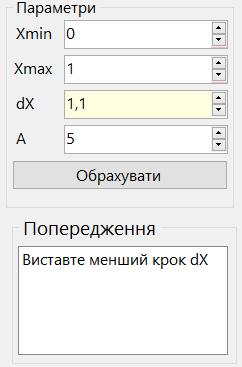 Параметри
Xmin 0
Xmax 1
dX 1,1
A 5
Обрахувати
Попередження
Виставте менший крок dX